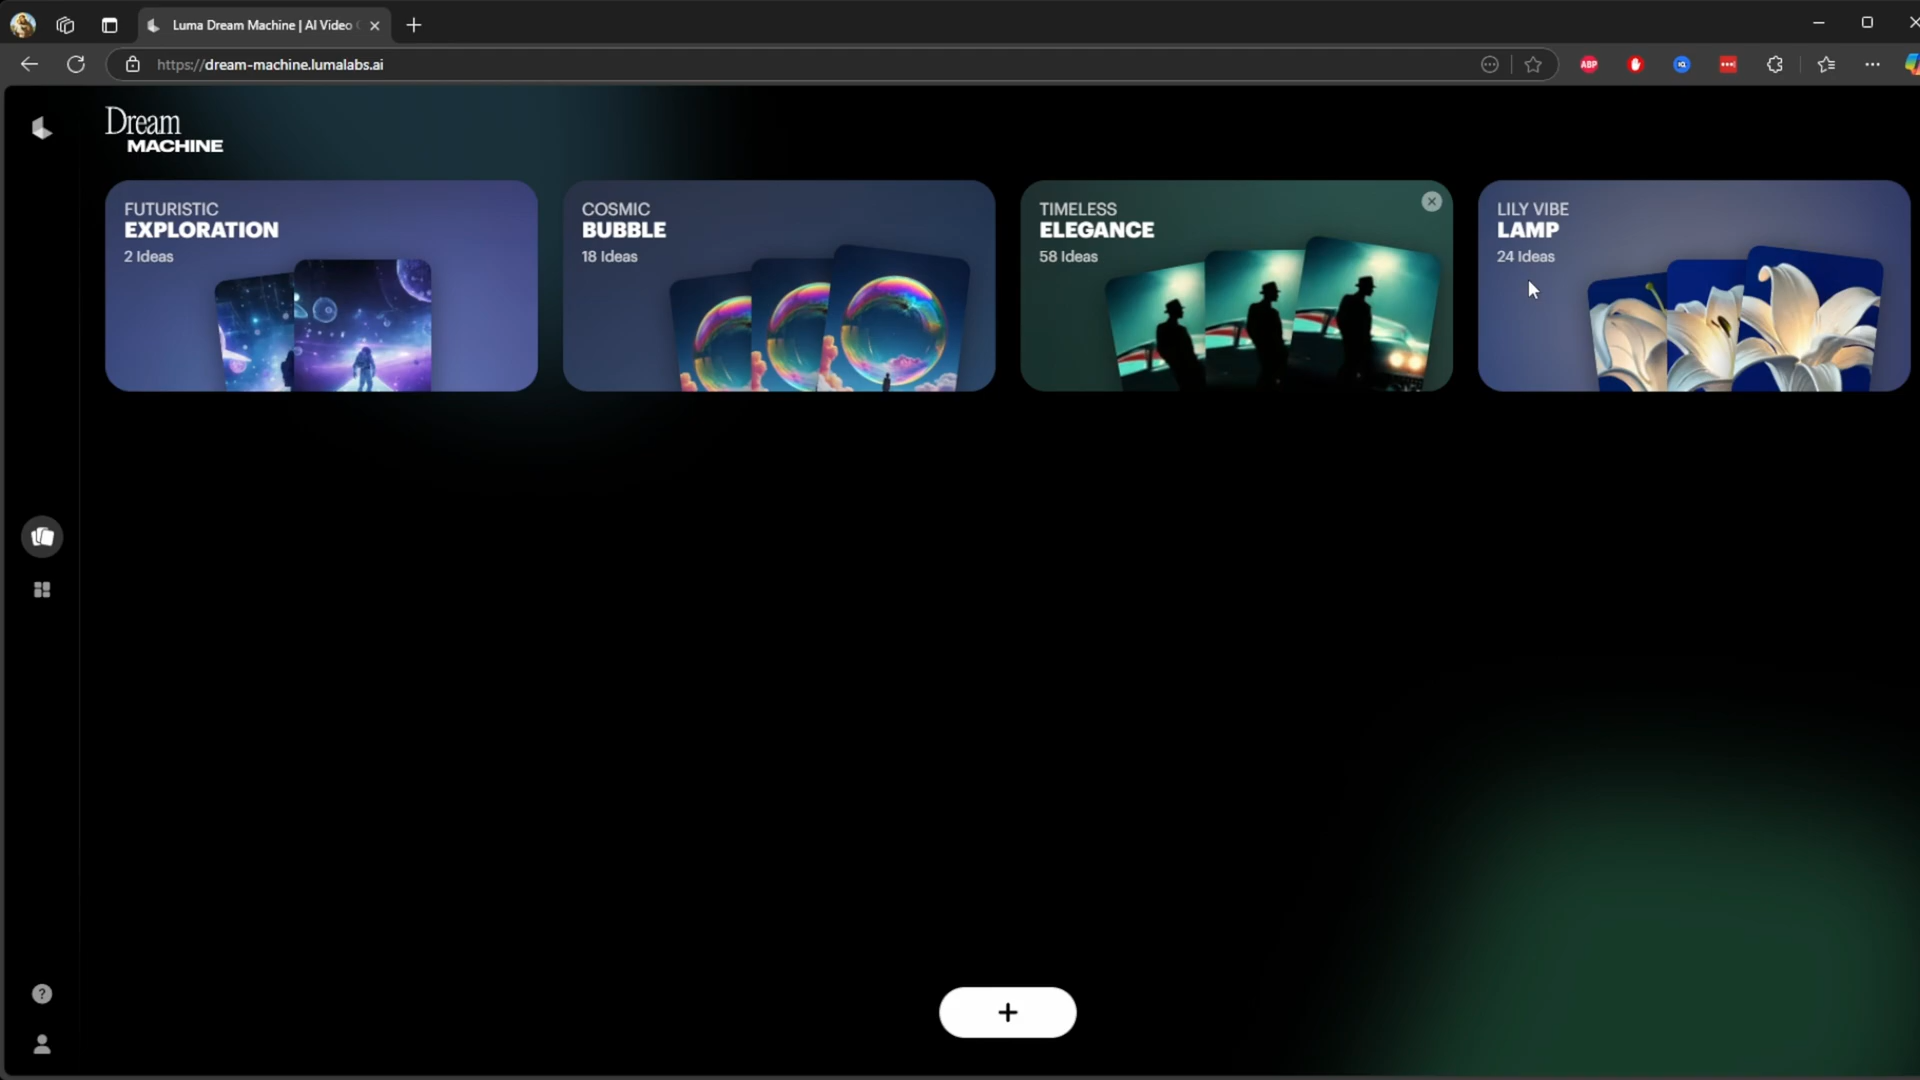 Luma Dream Machine | AI Video
https://dream-machine.lumalabs.ai
ABP
Dream
MACHINE
FUTURISTIC
EXPLORATION
2 Ideas
COSMIC
BUBBLE
18 Ideas
TIMELESS
ELEGANCE
58 Ideas
LILY VIBE
LAMP
24 Ideas
?
+